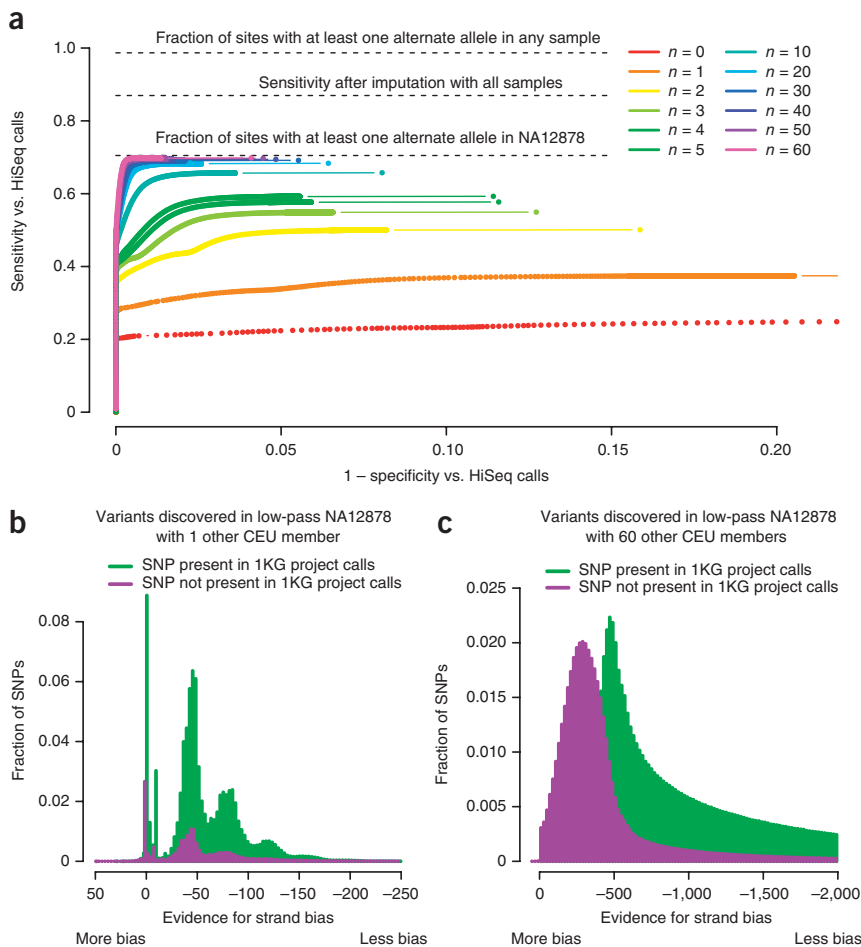 a
Fraction of sites with at least one alternate allele in any sample
Sensitivity after imputation with all samples
Fraction of sites with at least one alternate allele in NA12878
n = 0
n = 1
n = 2
n = 3
n = 4
n = 5
n = 10
n = 20
n = 30
n = 40
n = 50
n = 60
Sensitivity vs. HiSeq calls
1.0
0.8
0.6
0.4
0.2
0
0
0.05
0.10
0.15
0.20
1 – specificity vs. HiSeq calls
b
Variants discovered in low-pass NA12878
with 1 other CEU member
SNP present in 1KG project calls
SNP not present in 1KG project calls
Fraction of SNPs
0.08
0.06
0.04
0.02
0
50
0
–50
–100
–150
–200
–250
Evidence for strand bias
More bias
Less bias
c
Variants discovered in low-pass NA12878
with 60 other CEU members
SNP present in 1KG project calls
SNP not present in 1KG project calls
Fraction of SNPs
0.025
0.020
0.015
0.010
0.005
0
0
–500
–1,000
–1,500
–2,000
Evidence for strand bias
More bias
Less bias